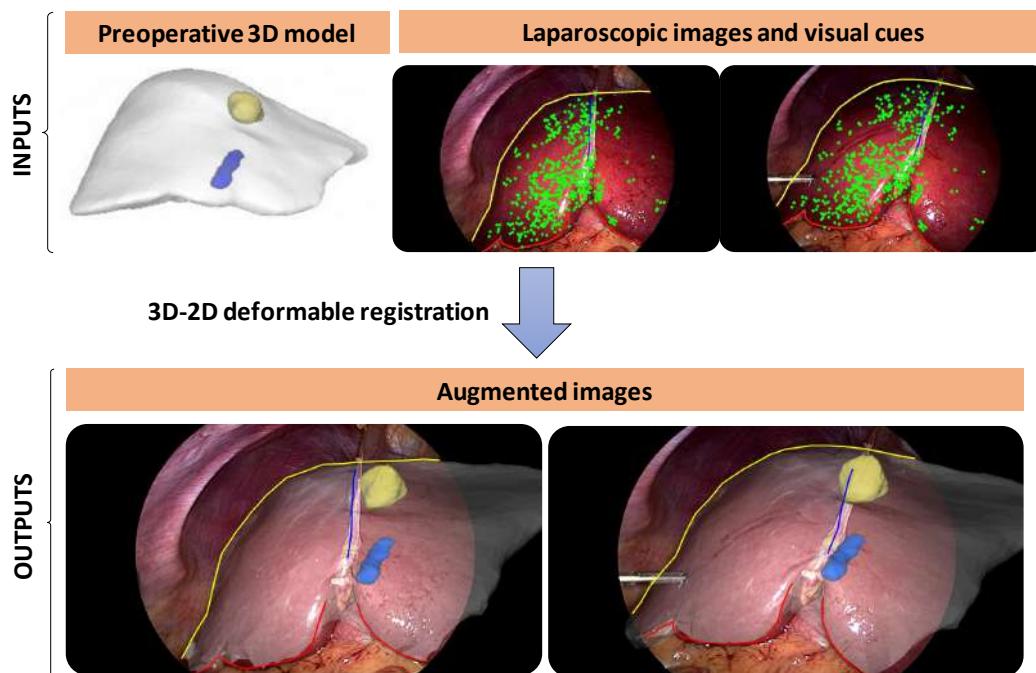 INPUTS
Preoperative 3D model
Laparoscopic images and visual cues
3D-2D deformable registration
OUTPUTS
Augmented images